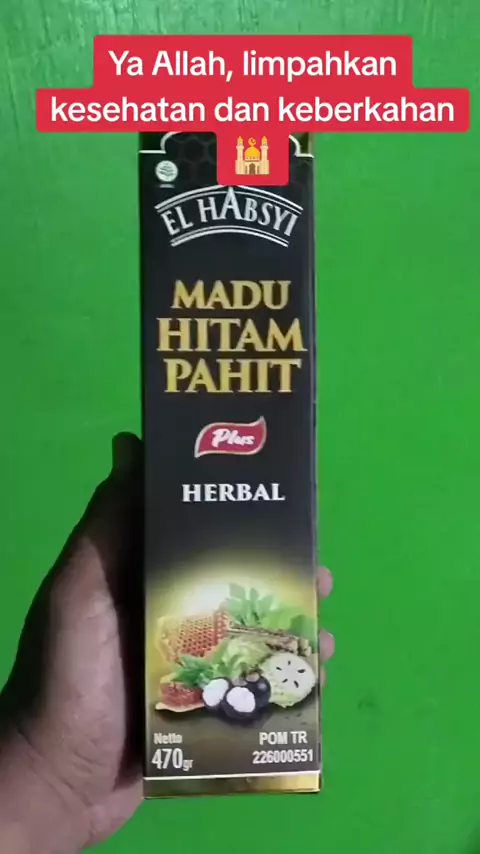 Ya Allah, limpahkan
kesehatan dan keberkahan
EL HABSYI
MADU
HITAM
PAHIT
Plus
HERBAL
Netto
470gr
POM TR
226000551